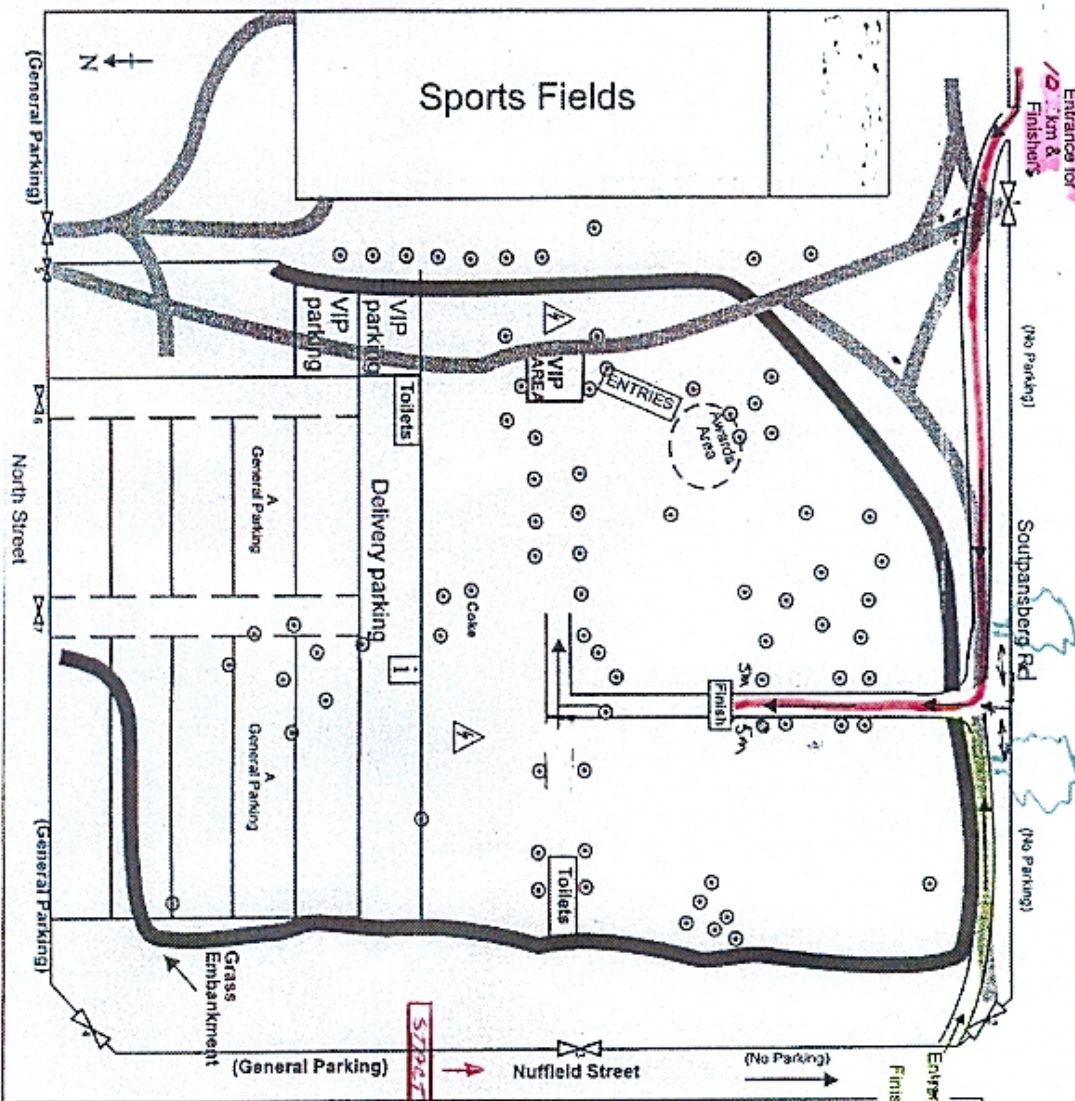 Entrance for
10 km &
Finishers
N
(General Parking)
Sports Fields
(No Parking)
Soutpansberg Rd
(No Parking)
VIP
parking
VIP
parking
Toilets
VIP
AREA
ENTRIES
Awards
Area
A
General Parking
Delivery parking
Coke
i
North Street
A
General Parking
Finish
5m
Toilets
(General Parking)
Grass
Embankment
START
(General Parking)
Nuffield Street
(No Parking)